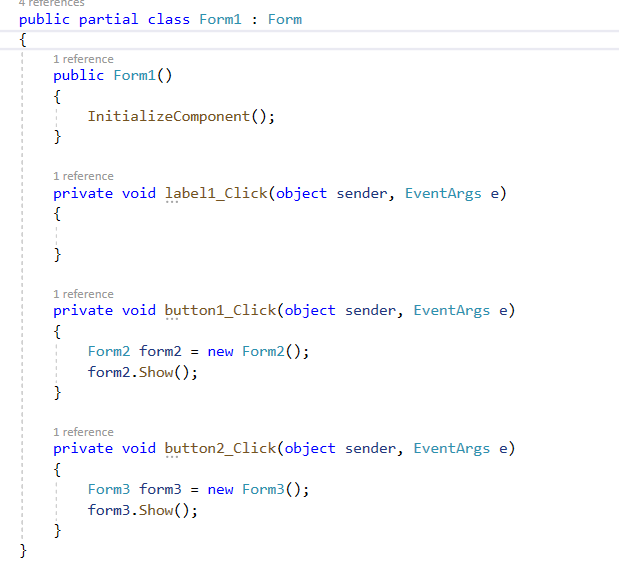 4 references
public partial class Form1 : Form
{
1 reference
public Form1()
{
InitializeComponent();
}
1 reference
private void label1_Click(object sender, EventArgs e)
{
}
1 reference
private void button1_Click(object sender, EventArgs e)
{
Form2 form2 = new Form2();
form2.Show();
}
1 reference
private void button2_Click(object sender, EventArgs e)
{
Form3 form3 = new Form3();
form3.Show();
}
}